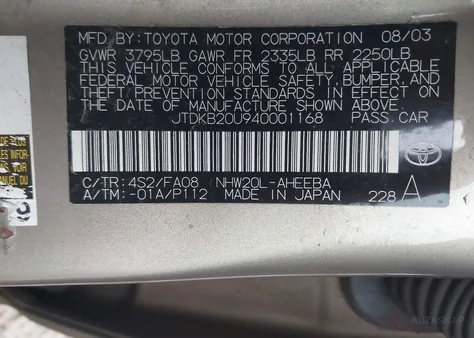 MFD. BY: TOYOTA MOTOR CORPORATION 08/03
GVWR 3795LB GAWR FR 2335LB RR 2250LB
THIS VEHICLE CONFORMS TO ALL APPLICABLE
FEDERAL MOTOR VEHICLE SAFETY, BUMPER, AND
THEFT PREVENTION STANDARDS IN EFFECT ON
THE DATE OF MANUFACTURE SHOWN ABOVE.
JTDKB20U940001168 PASS.CAR
C/TR: 4S2/FA08 NHW20L-AHEEBA
A/TM: -01A/P112 MADE IN JAPAN 228 A
TOYOTA
AUTASNAP